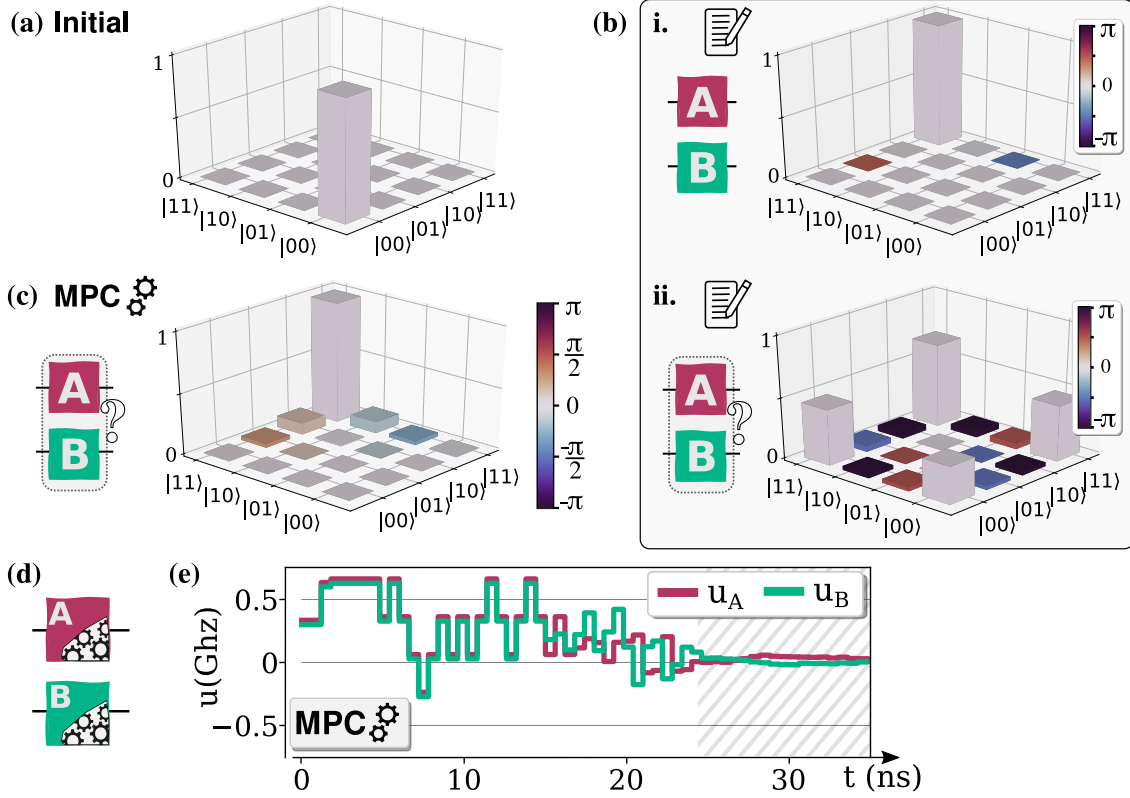 (a) Initial
1
0
|11⟩
|10⟩
|01⟩
|00⟩
|00⟩
|01⟩
|10⟩
|11⟩
(b) i.
A
B
1
0
|11⟩
|10⟩
|01⟩
|00⟩
|00⟩
|01⟩
|10⟩
|11⟩
π
0
-π
(c) MPC
A
B
?
1
0
|11⟩
|10⟩
|01⟩
|00⟩
|00⟩
|01⟩
|10⟩
|11⟩
π
π/2
0
-π/2
-π
ii.
A
B
?
1
0
|11⟩
|10⟩
|01⟩
|00⟩
|00⟩
|01⟩
|10⟩
|11⟩
π
0
-π
(d)
A
B
(e)
u_A u_B
u(Ghz)
0.5
0
−0.5
MPC
0 10 20 30 t (ns)